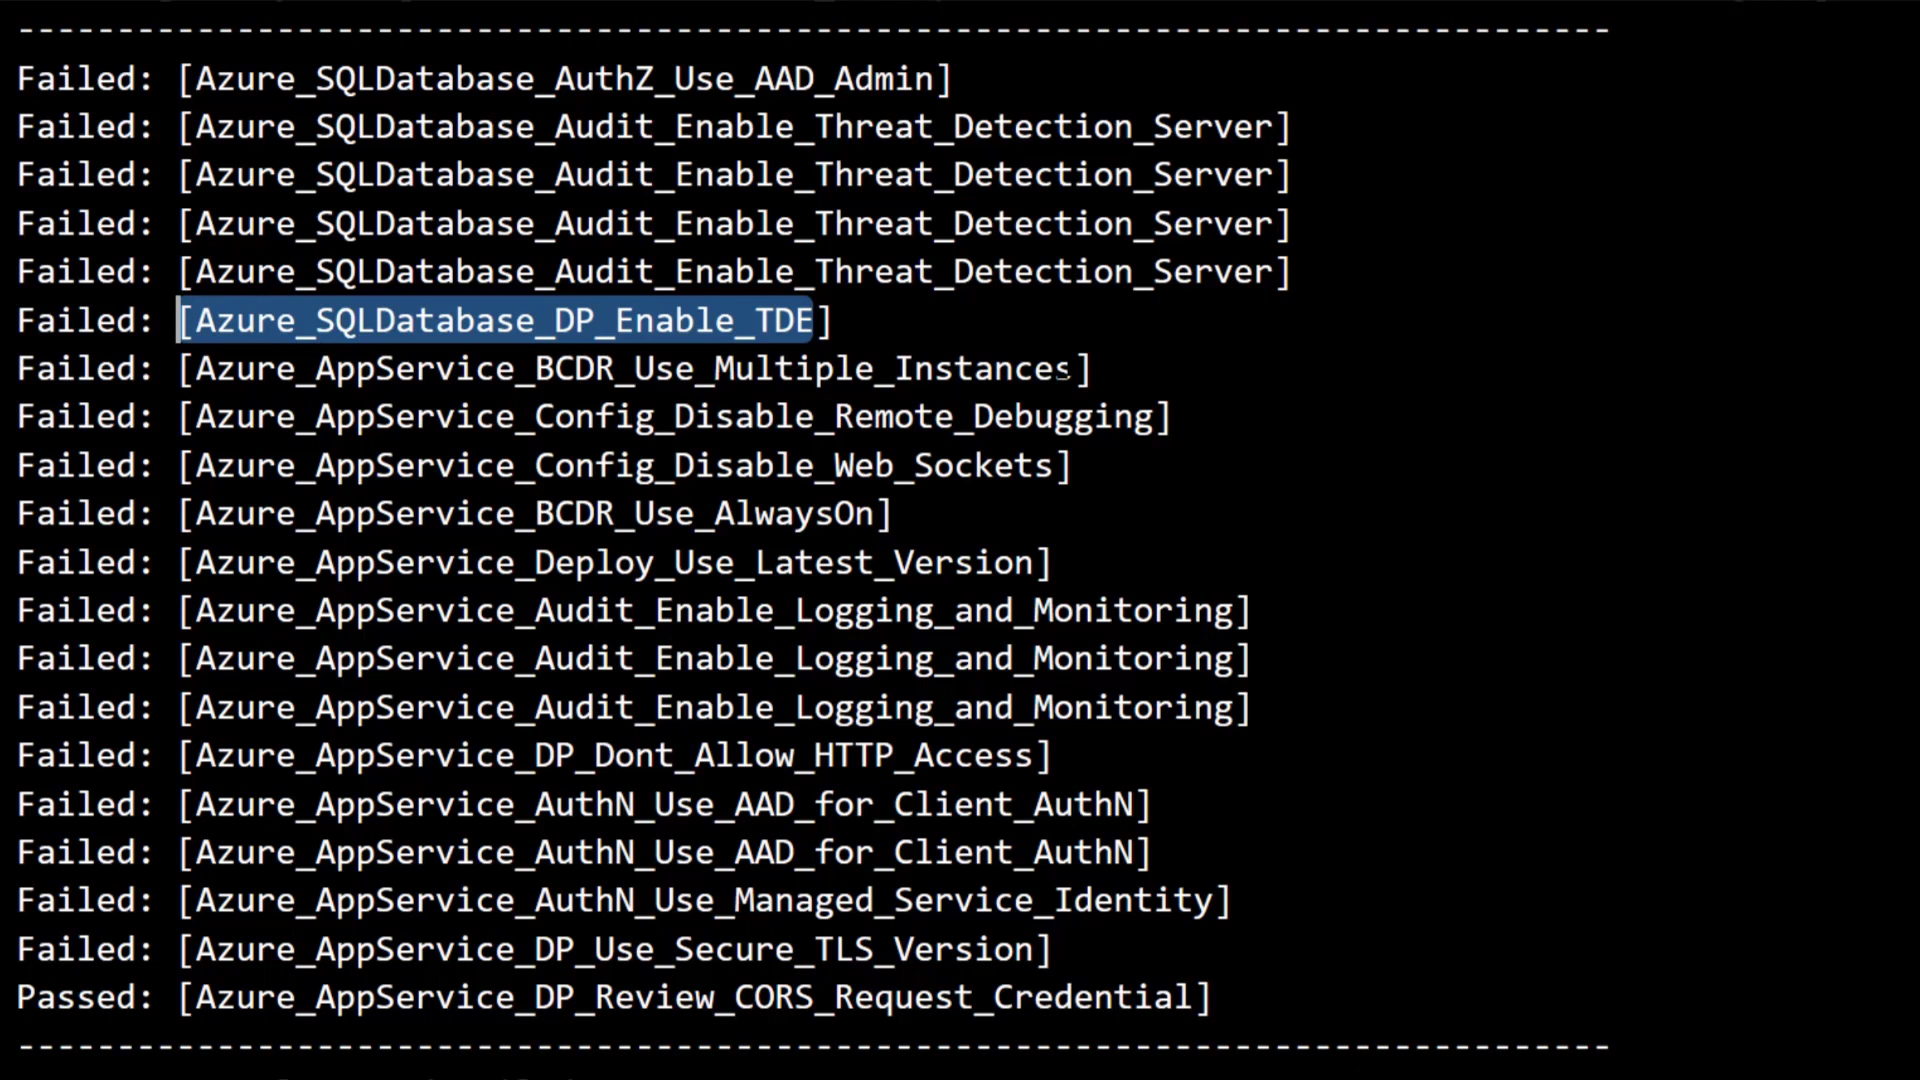 --------------------------------------------------------------------------------
Failed: [Azure_SQLDatabase_AuthZ_Use_AAD_Admin]
Failed: [Azure_SQLDatabase_Audit_Enable_Threat_Detection_Server]
Failed: [Azure_SQLDatabase_Audit_Enable_Threat_Detection_Server]
Failed: [Azure_SQLDatabase_Audit_Enable_Threat_Detection_Server]
Failed: [Azure_SQLDatabase_Audit_Enable_Threat_Detection_Server]
Failed: [Azure_SQLDatabase_DP_Enable_TDE]
Failed: [Azure_AppService_BCDR_Use_Multiple_Instances]
Failed: [Azure_AppService_Config_Disable_Remote_Debugging]
Failed: [Azure_AppService_Config_Disable_Web_Sockets]
Failed: [Azure_AppService_BCDR_Use_AlwaysOn]
Failed: [Azure_AppService_Deploy_Use_Latest_Version]
Failed: [Azure_AppService_Audit_Enable_Logging_and_Monitoring]
Failed: [Azure_AppService_Audit_Enable_Logging_and_Monitoring]
Failed: [Azure_AppService_Audit_Enable_Logging_and_Monitoring]
Failed: [Azure_AppService_DP_Dont_Allow_HTTP_Access]
Failed: [Azure_AppService_AuthN_Use_AAD_for_Client_AuthN]
Failed: [Azure_AppService_AuthN_Use_AAD_for_Client_AuthN]
Failed: [Azure_AppService_AuthN_Use_Managed_Service_Identity]
Failed: [Azure_AppService_DP_Use_Secure_TLS_Version]
Passed: [Azure_AppService_DP_Review_CORS_Request_Credential]
--------------------------------------------------------------------------------